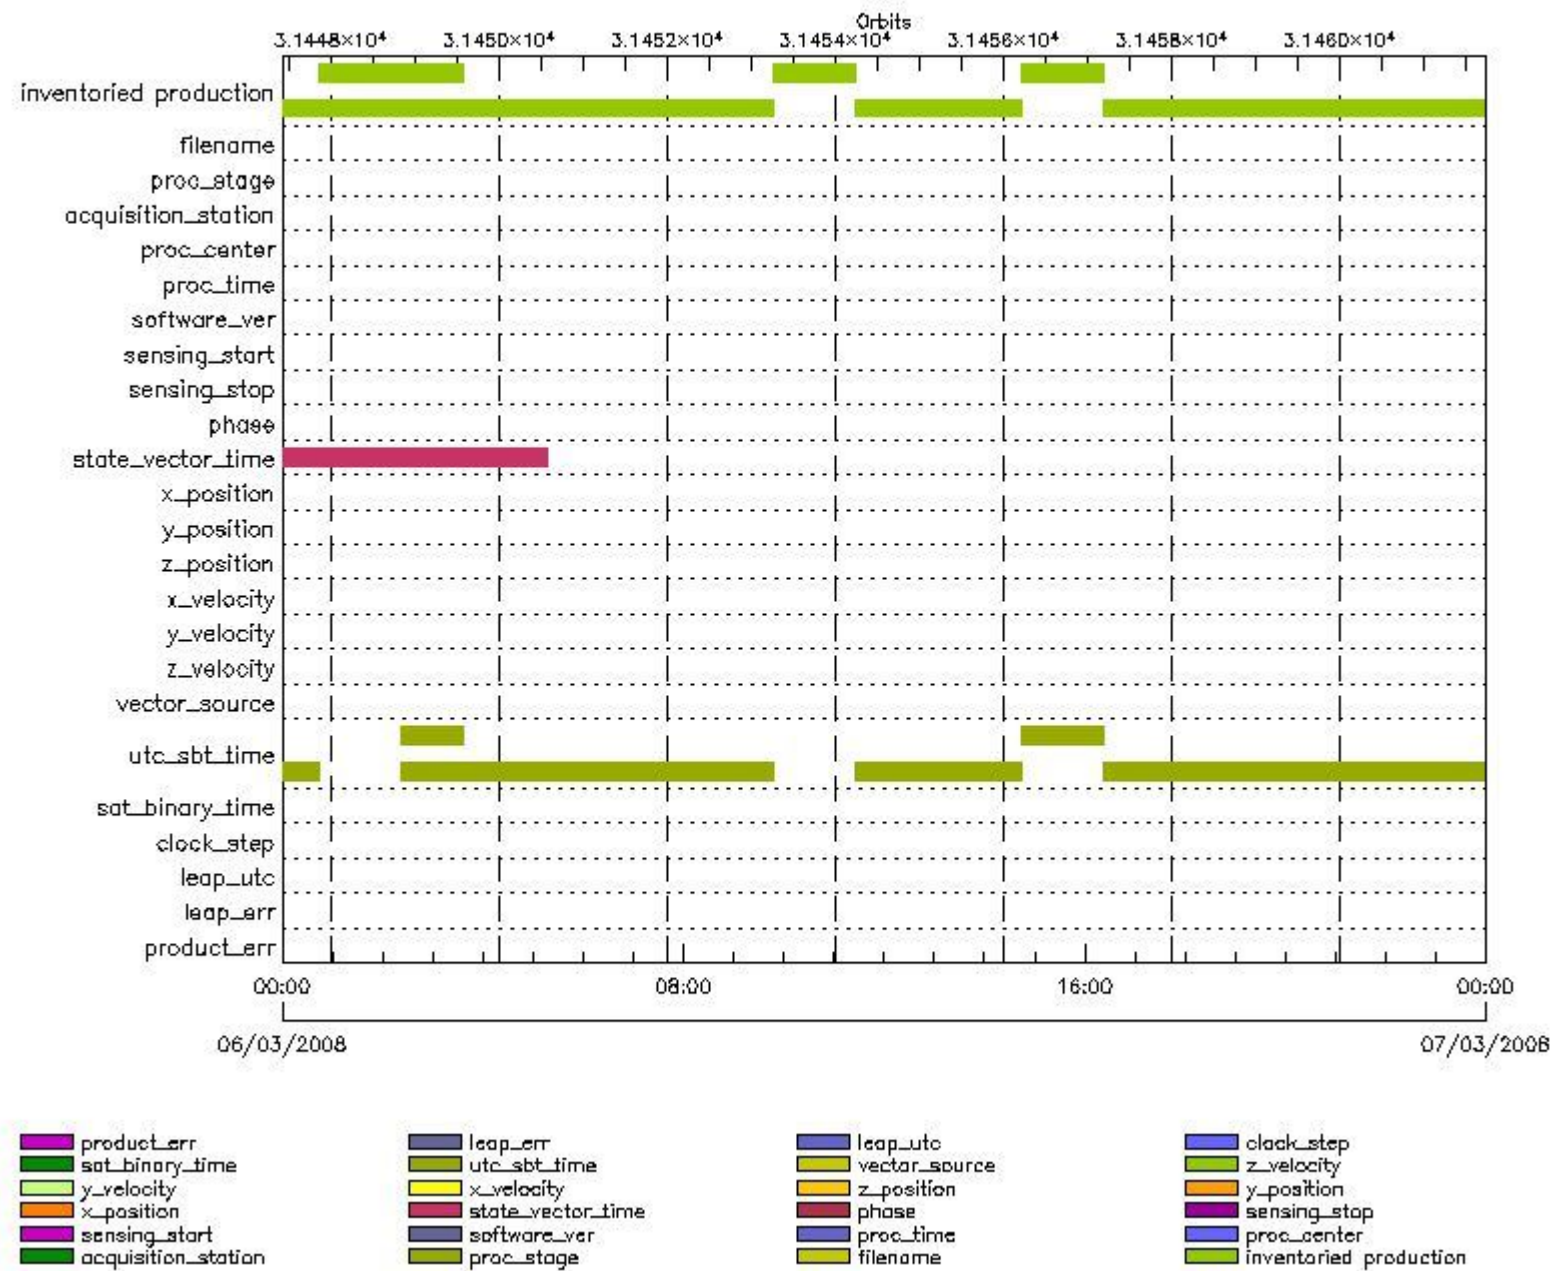 Orbits
3.1448×10⁴ 3.1450×10⁴ 3.1452×10⁴ 3.1454×10⁴ 3.1456×10⁴ 3.1458×10⁴ 3.1460×10⁴
inventoried production
filename
proc_stage
acquisition_station
proc_center
proc_time
software_ver
sensing_start
sensing_stop
phase
state_vector_time
x_position
y_position
z_position
x_velocity
y_velocity
z_velocity
vector_source
utc_sbt_time
sat_binary_time
clock_step
leap_utc
leap_err
product_err
00:00 08:00 16:00 00:00
06/03/2008 07/03/2008
product_err leap_err leap_utc clock_step
sat_binary_time utc_sbt_time vector_source z_velocity
y_velocity x_velocity z_position y_position
x_position state_vector_time phase sensing_stop
sensing_start software_ver proc_time proc_center
acquisition_station proc_stage filename inventoried production